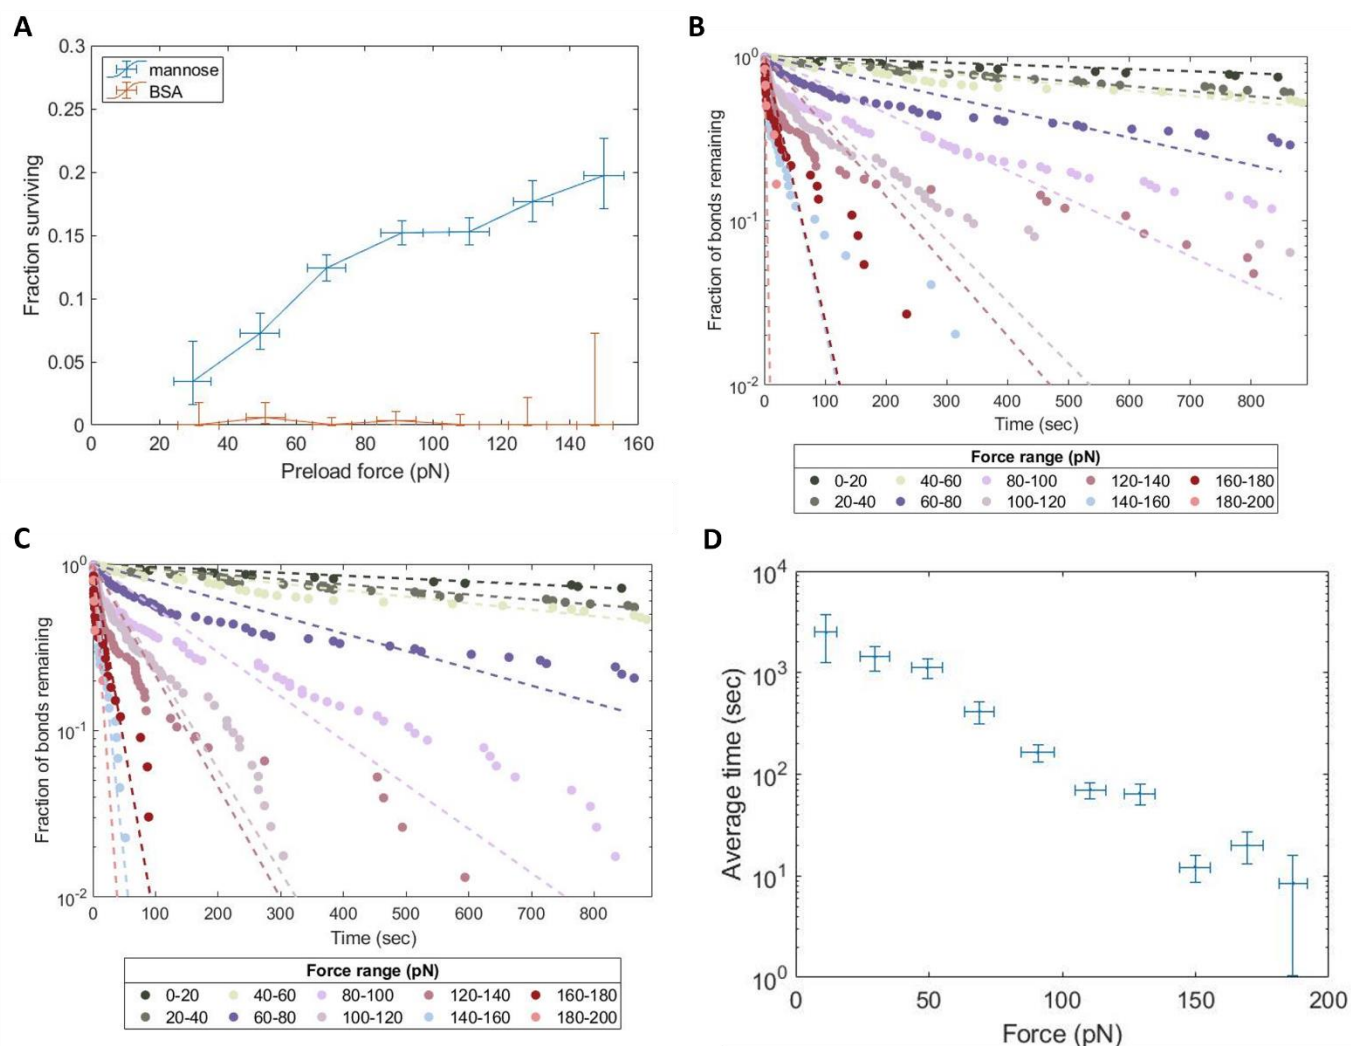 A
0.3
0.25
0.2
0.15
0.1
0.05
0
Fraction surviving
mannose
BSA
0 20 40 60 80 100 120 140 160
Preload force (pN)
B
10^0
10^-1
10^-2
Fraction of bonds remaining
0 100 200 300 400 500 600 700 800
Time (sec)
Force range (pN)
0-20 40-60 80-100 120-140 160-180
20-40 60-80 100-120 140-160 180-200
C
10^0
10^-1
10^-2
Fraction of bonds remaining
0 100 200 300 400 500 600 700 800
Time (sec)
Force range (pN)
0-20 40-60 80-100 120-140 160-180
20-40 60-80 100-120 140-160 180-200
D
10^4
10^3
10^2
10^1
10^0
Average time (sec)
0 50 100 150 200
Force (pN)